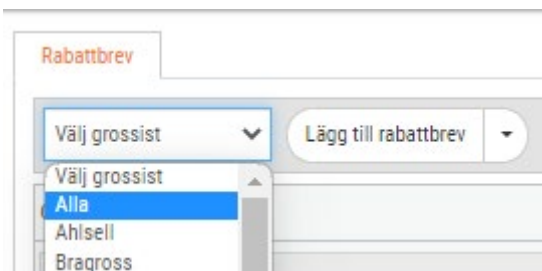 Rabattbrev
Välj grossist
Lägg till rabattbrev
Välj grossist
Alla
Ahlsell
Bragross